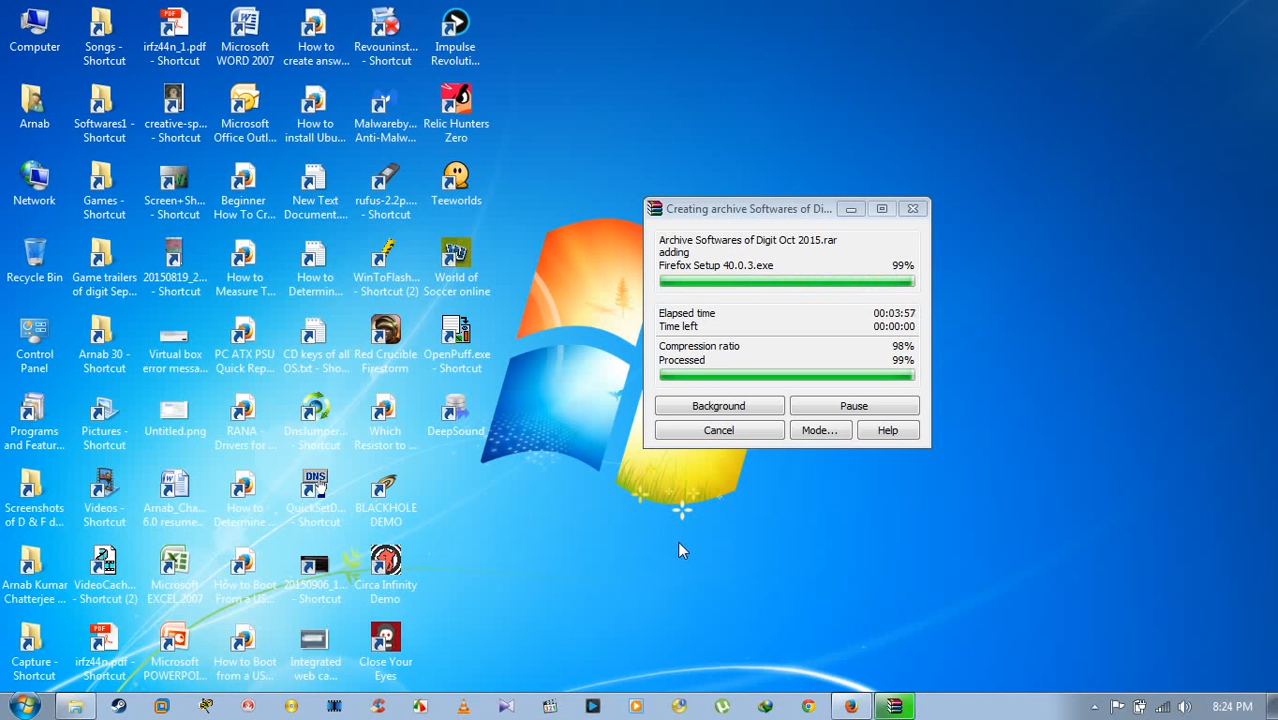 Computer
Songs -
Shortcut
irfz44n_1.pdf
- Shortcut
Microsoft
WORD 2007
How to
create answ...
Revouninst...
- Shortcut
Impulse
Revoluti...
Arnab
Softwares1 -
Shortcut
creative-sp...
- Shortcut
Microsoft
Office Outl...
How to
install Ubu...
Malwareby...
Anti-Malw...
Relic Hunters
Zero
Network
Games -
Shortcut
Screen+Sh...
- Shortcut
Beginner
How To Cr...
New Text
Document....
rufus-2.2p....
- Shortcut
Teeworlds
Recycle Bin
Game trailers
of digit Sep...
20150819_2...
- Shortcut
How to
Measure T...
How to
Determin...
WinToFlash...
- Shortcut (2)
World of
Soccer online
Control
Panel
Arnab 30 -
Shortcut
Virtual box
error messa...
PC ATX PSU
Quick Rep...
CD keys of all
OS.txt - Sho...
Red Crucible
Firestorm
OpenPuff.exe
- Shortcut
Programs
and Featur...
Pictures -
Shortcut
Untitled.png
RANA -
Drivers for ...
Dnslumper...
- Shortcut
Which
Resistor to ...
DeepSound
Screenshots
of D & F d...
Videos -
Shortcut
Arnab_Cha...
6.0 resume...
How to
Determine ...
DNS
QuickSetD...
- Shortcut
BLACKHOLE
DEMO
Arnab Kumar
Chatterjee ...
VideoCach...
- Shortcut (2)
Microsoft
EXCEL 2007
How to Boot
From a US...
20150906_1...
- Shortcut
Circa Infinity
Demo
Capture -
Shortcut
irfz44n.pdf -
Shortcut
Microsoft
POWERPOI...
How to Boot
from a US...
Integrated
web ca...
Close Your
Eyes
Creating archive Softwares of Di...
Archive Softwares of Digit Oct 2015.rar
adding
Firefox Setup 40.0.3.exe 99%
Elapsed time 00:03:57
Time left 00:00:00
Compression ratio 98%
Processed 99%
Background Pause
Cancel Mode... Help
8:24 PM